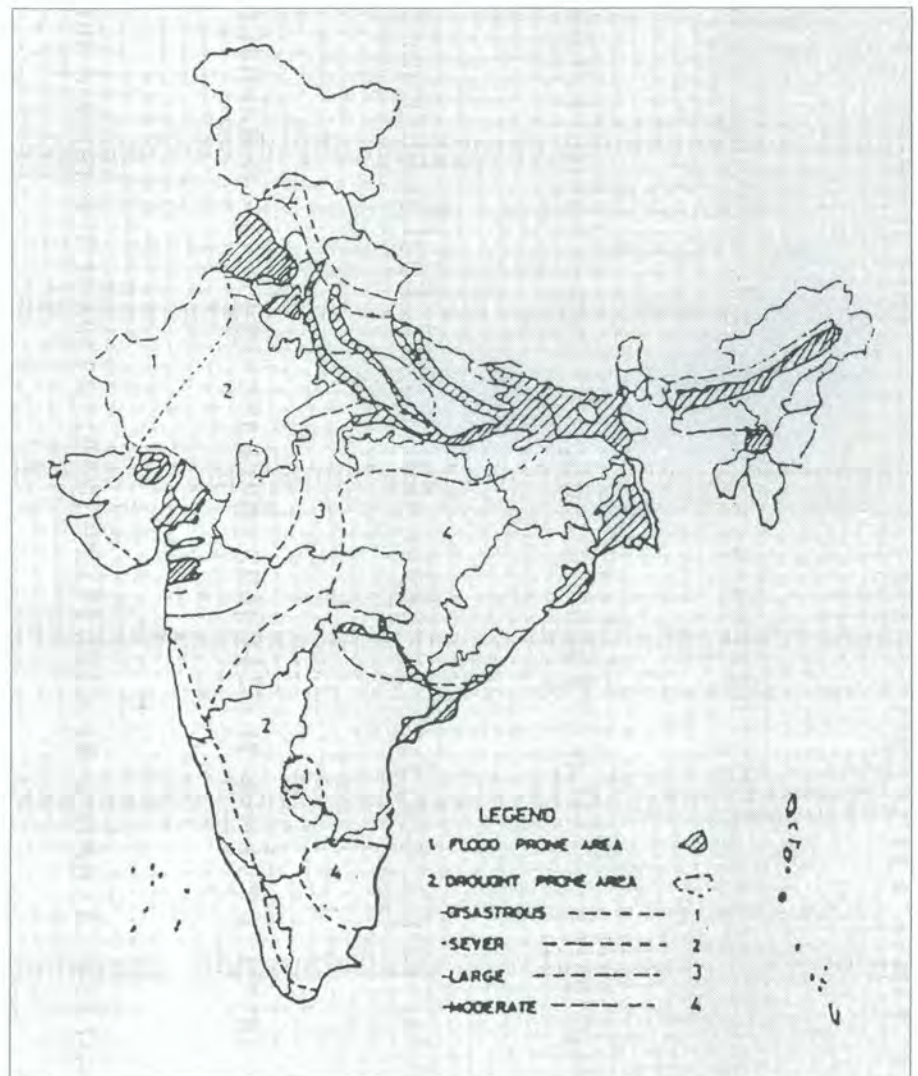 1
2
3
4
2
4
LEGEND
1. FLOOD PRONE AREA
2. DROUGHT PRONE AREA
-DISASTROUS 1
-SEVER 2
-LARGE 3
-MODERATE 4